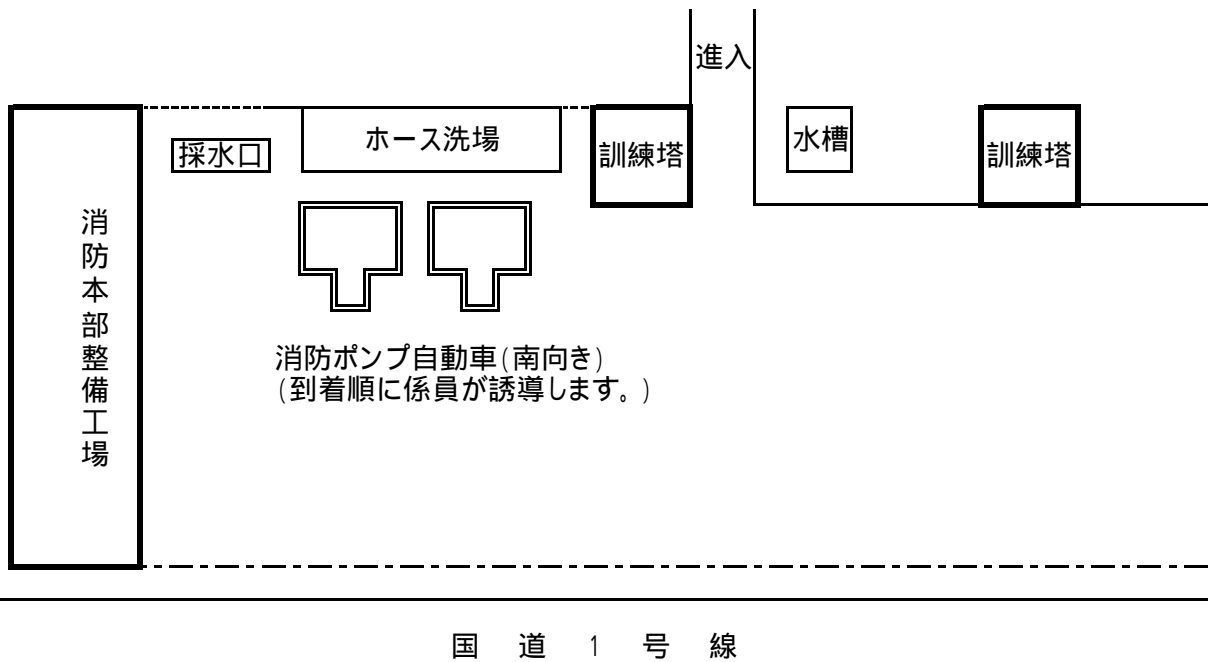 進入
採水口
ホース洗場
訓練塔
水槽
訓練塔
消防本部整備工場
消防ポンプ自動車(南向き)
(到着順に係員が誘導します。)
国道1号線